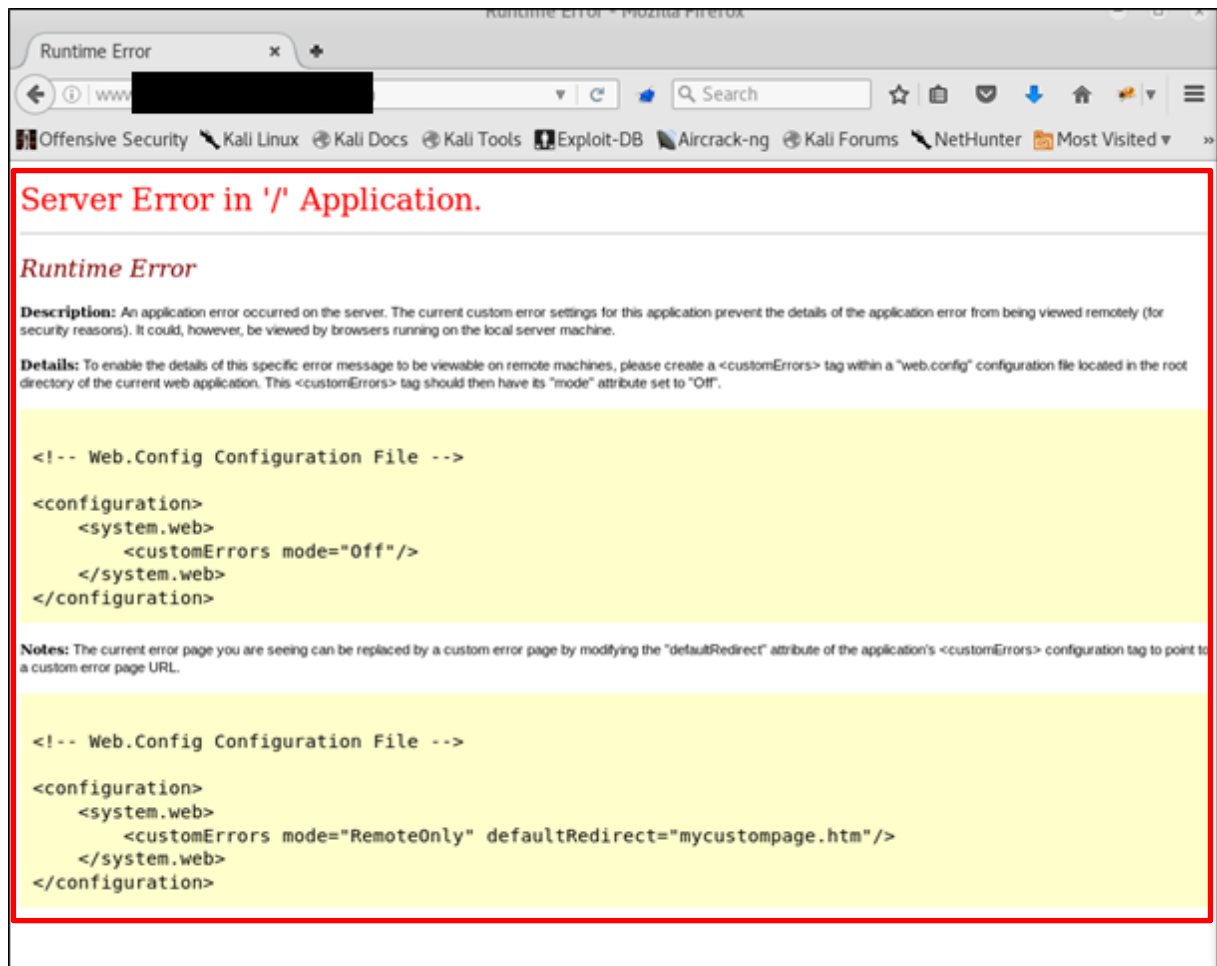 Runtime Error - Mozilla Firefox
Runtime Error
www
Search
Offensive Security Kali Linux Kali Docs Kali Tools Exploit-DB Aircrack-ng Kali Forums NetHunter Most Visited »
Server Error in '/' Application.
Runtime Error
Description: An application error occurred on the server. The current custom error settings for this application prevent the details of the application error from being viewed remotely (for
security reasons). It could, however, be viewed by browsers running on the local server machine.
Details: To enable the details of this specific error message to be viewable on remote machines, please create a <customErrors> tag within a "web.config" configuration file located in the root
directory of the current web application. This <customErrors> tag should then have its "mode" attribute set to "Off".
<!-- Web.Config Configuration File -->
<configuration>
    <system.web>
        <customErrors mode="Off"/>
    </system.web>
</configuration>
Notes: The current error page you are seeing can be replaced by a custom error page by modifying the "defaultRedirect" attribute of the application's <customErrors> configuration tag to point to
a custom error page URL.
<!-- Web.Config Configuration File -->
<configuration>
    <system.web>
        <customErrors mode="RemoteOnly" defaultRedirect="mycustompage.htm"/>
    </system.web>
</configuration>